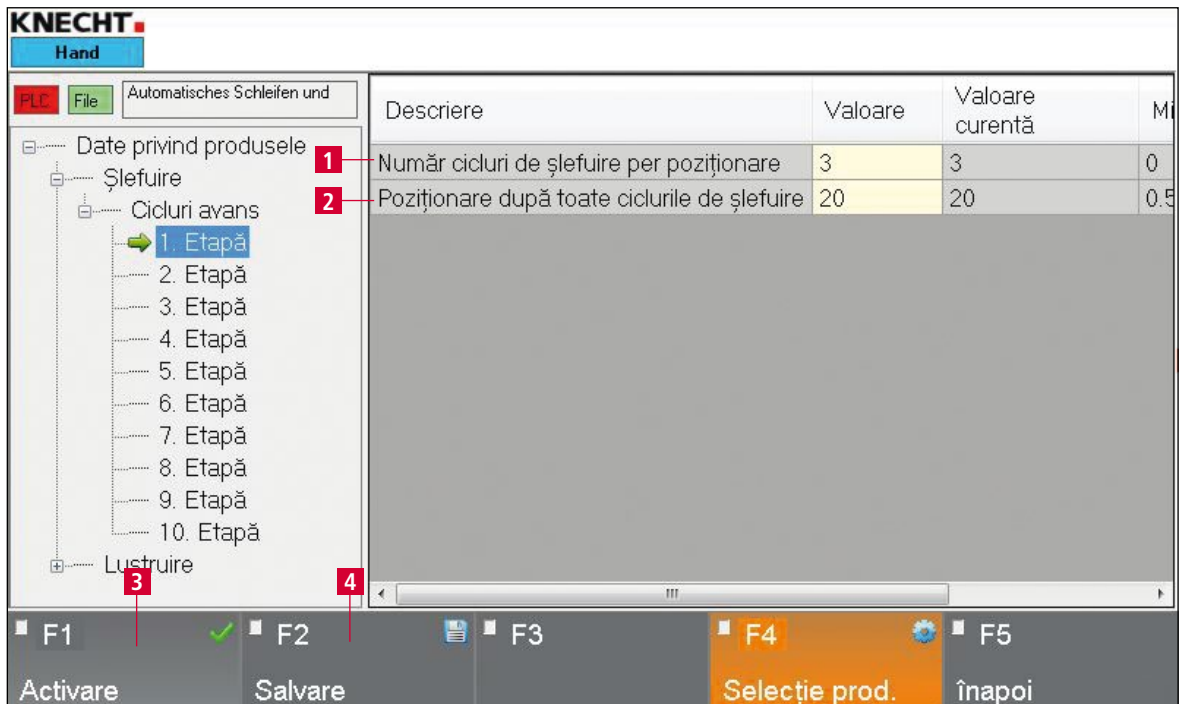 KNECHT
Hand
PLC File Automatisches Schleifen und
Date privind produsele
Șlefuire
Cicluri avans
1. Etapă
2. Etapă
3. Etapă
4. Etapă
5. Etapă
6. Etapă
7. Etapă
8. Etapă
9. Etapă
10. Etapă
Lustruire
Descriere Valoare Valoare curentă Mi
1 Număr cicluri de șlefuire per poziționare 3 3 0
2 Poziționare după toate ciclurile de șlefuire 20 20 0.5
3 4
F1 F2 F3 F4 F5
Activare Salvare Selecție prod. înapoi